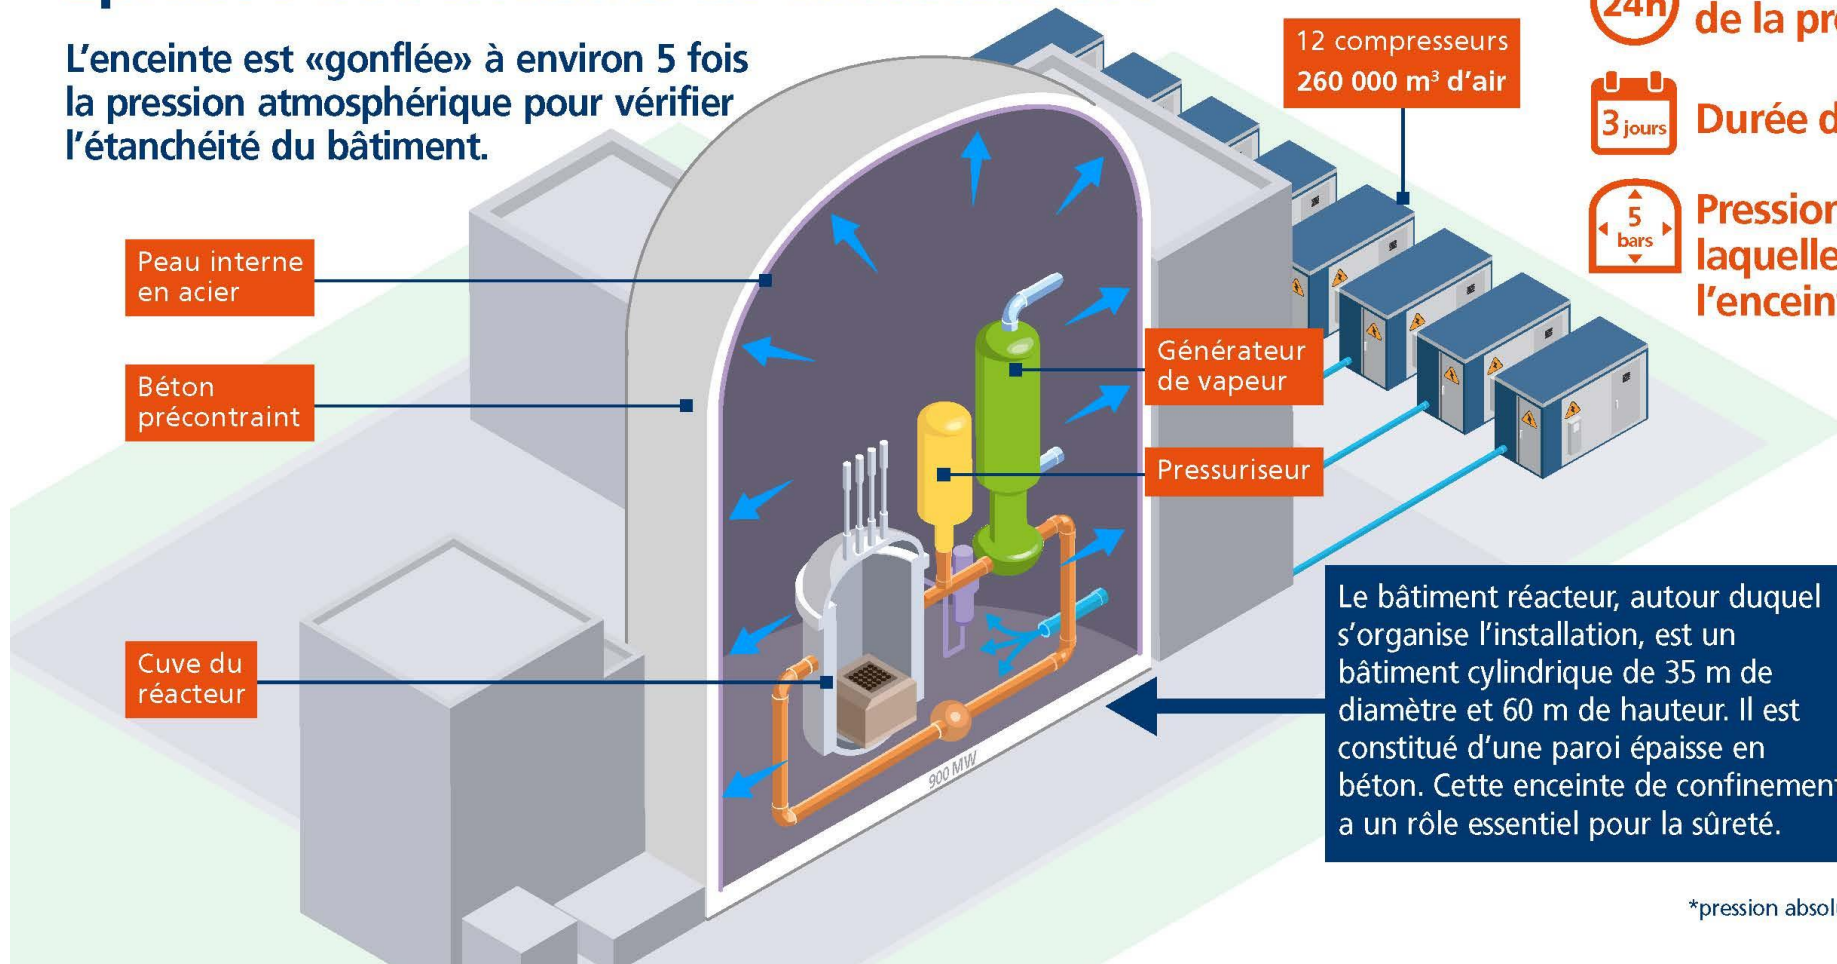 L'enceinte est «gonflée» à environ 5 fois
la pression atmosphérique pour vérifier
l'étanchéité du bâtiment.
12 compresseurs
260 000 m³ d'air
24h
de la
3 jours
Durée
5
bars
Pression
laquelle
Peau interne
en acier
Béton
précontraint
Générateur
de vapeur
Pressuriseur
Cuve du
réacteur
900 MW
Le bâtiment réacteur, autour duquel
s'organise l'installation, est un
bâtiment cylindrique de 35 m de
diamètre et 60 m de hauteur. Il est
constitué d'une paroi épaisse en
béton. Cette enceinte de confinement
a un rôle essentiel pour la sûreté.
*pression